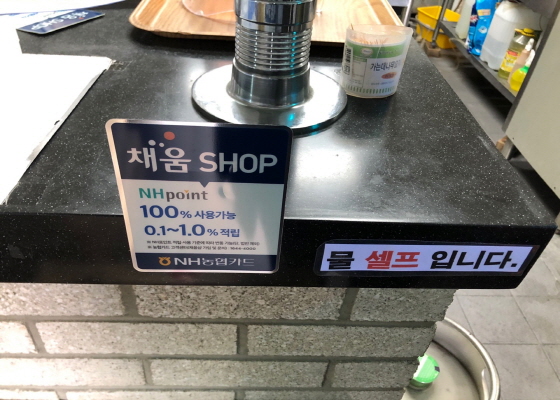 채움 SHOP
NHpoint
100% 사용가능
0.1~1.0% 적립
NH농협카드
물 셀프 입니다.